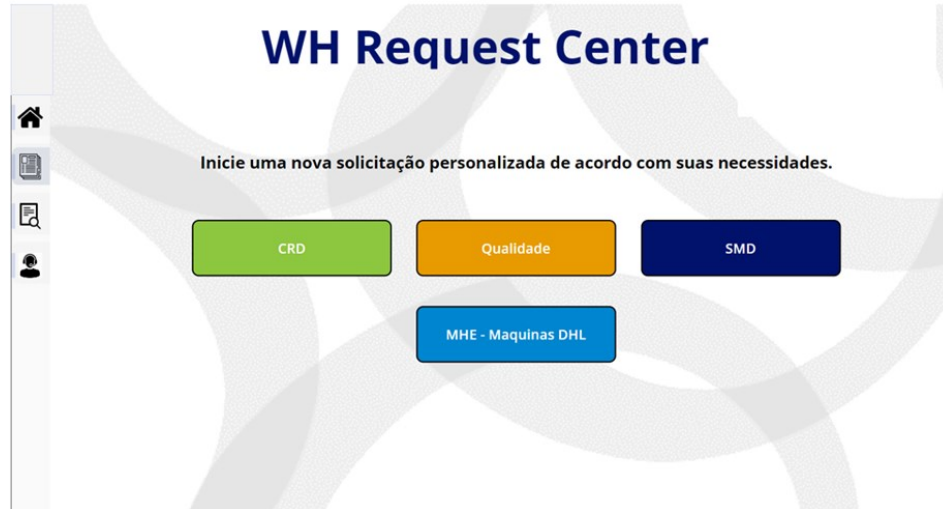 WH Request Center
Inicie uma nova solicitação personalizada de acordo com suas necessidades.
CRD
Qualidade
SMD
MHE - Maquinas DHL